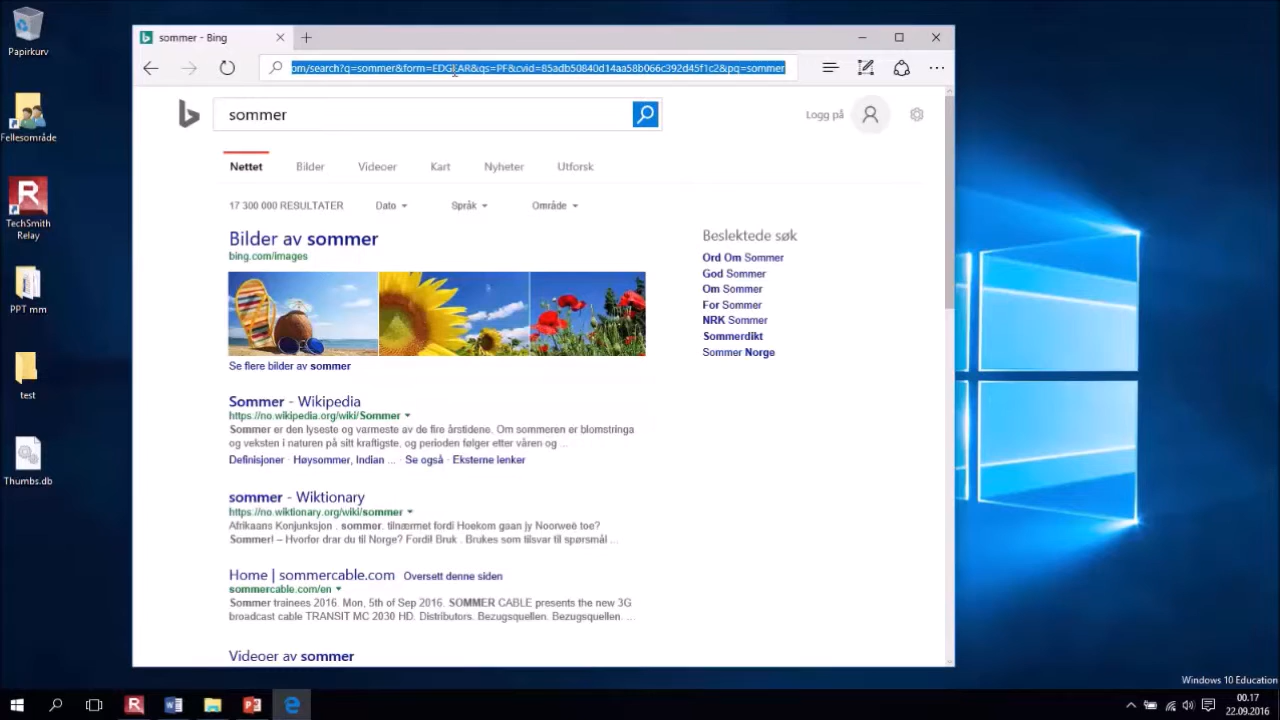 Papirkurv
Fellesområde
TechSmith
Relay
PPT mm
test
Thumbs.db
sommer - Bing
om/search?q=sommer&form=EDGEAR&qs=PF&cvid=85adb50840d14aa58b066c392d45f1c2&pq=sommer
sommer
Logg på
Nettet Bilder Videoer Kart Nyheter Utforsk
17 300 000 RESULTATER Dato Språk Område
Bilder av sommer
bing.com/images
Se flere bilder av sommer
Sommer - Wikipedia
https://no.wikipedia.org/wiki/Sommer
Sommer er den lyseste og varmeste av de fire årstidene. Om sommeren er blomstringa
og veksten i naturen på sitt kraftigste, og perioden følger etter våren og ...
Definisjoner · Høysommer, Indian ... · Se også · Eksterne lenker
sommer - Wiktionary
https://no.wiktionary.org/wiki/sommer
Afrikaans Konjunksjon . sommer. tilnærmet fordi Hoekom gaan jy Noorweë toe?
Sommer! – Hvorfor drar du til Norge? Fordi! Bruk . Brukes som tilsvar til spørsmål ...
Home | sommercable.com Oversett denne siden
sommercable.com/en
Sommer trainees 2016. Mon, 5th of Sep 2016. SOMMER CABLE presents the new 3G
broadcast cable TRANSIT MC 2030 HD. Distributors. Bezugsquellen. Bezugsquellen. ...
Videoer av sommer
Beslektede søk
Ord Om Sommer
God Sommer
Om Sommer
For Sommer
NRK Sommer
Sommerdikt
Sommer Norge
Windows 10 Education
00.17
22.09.2016